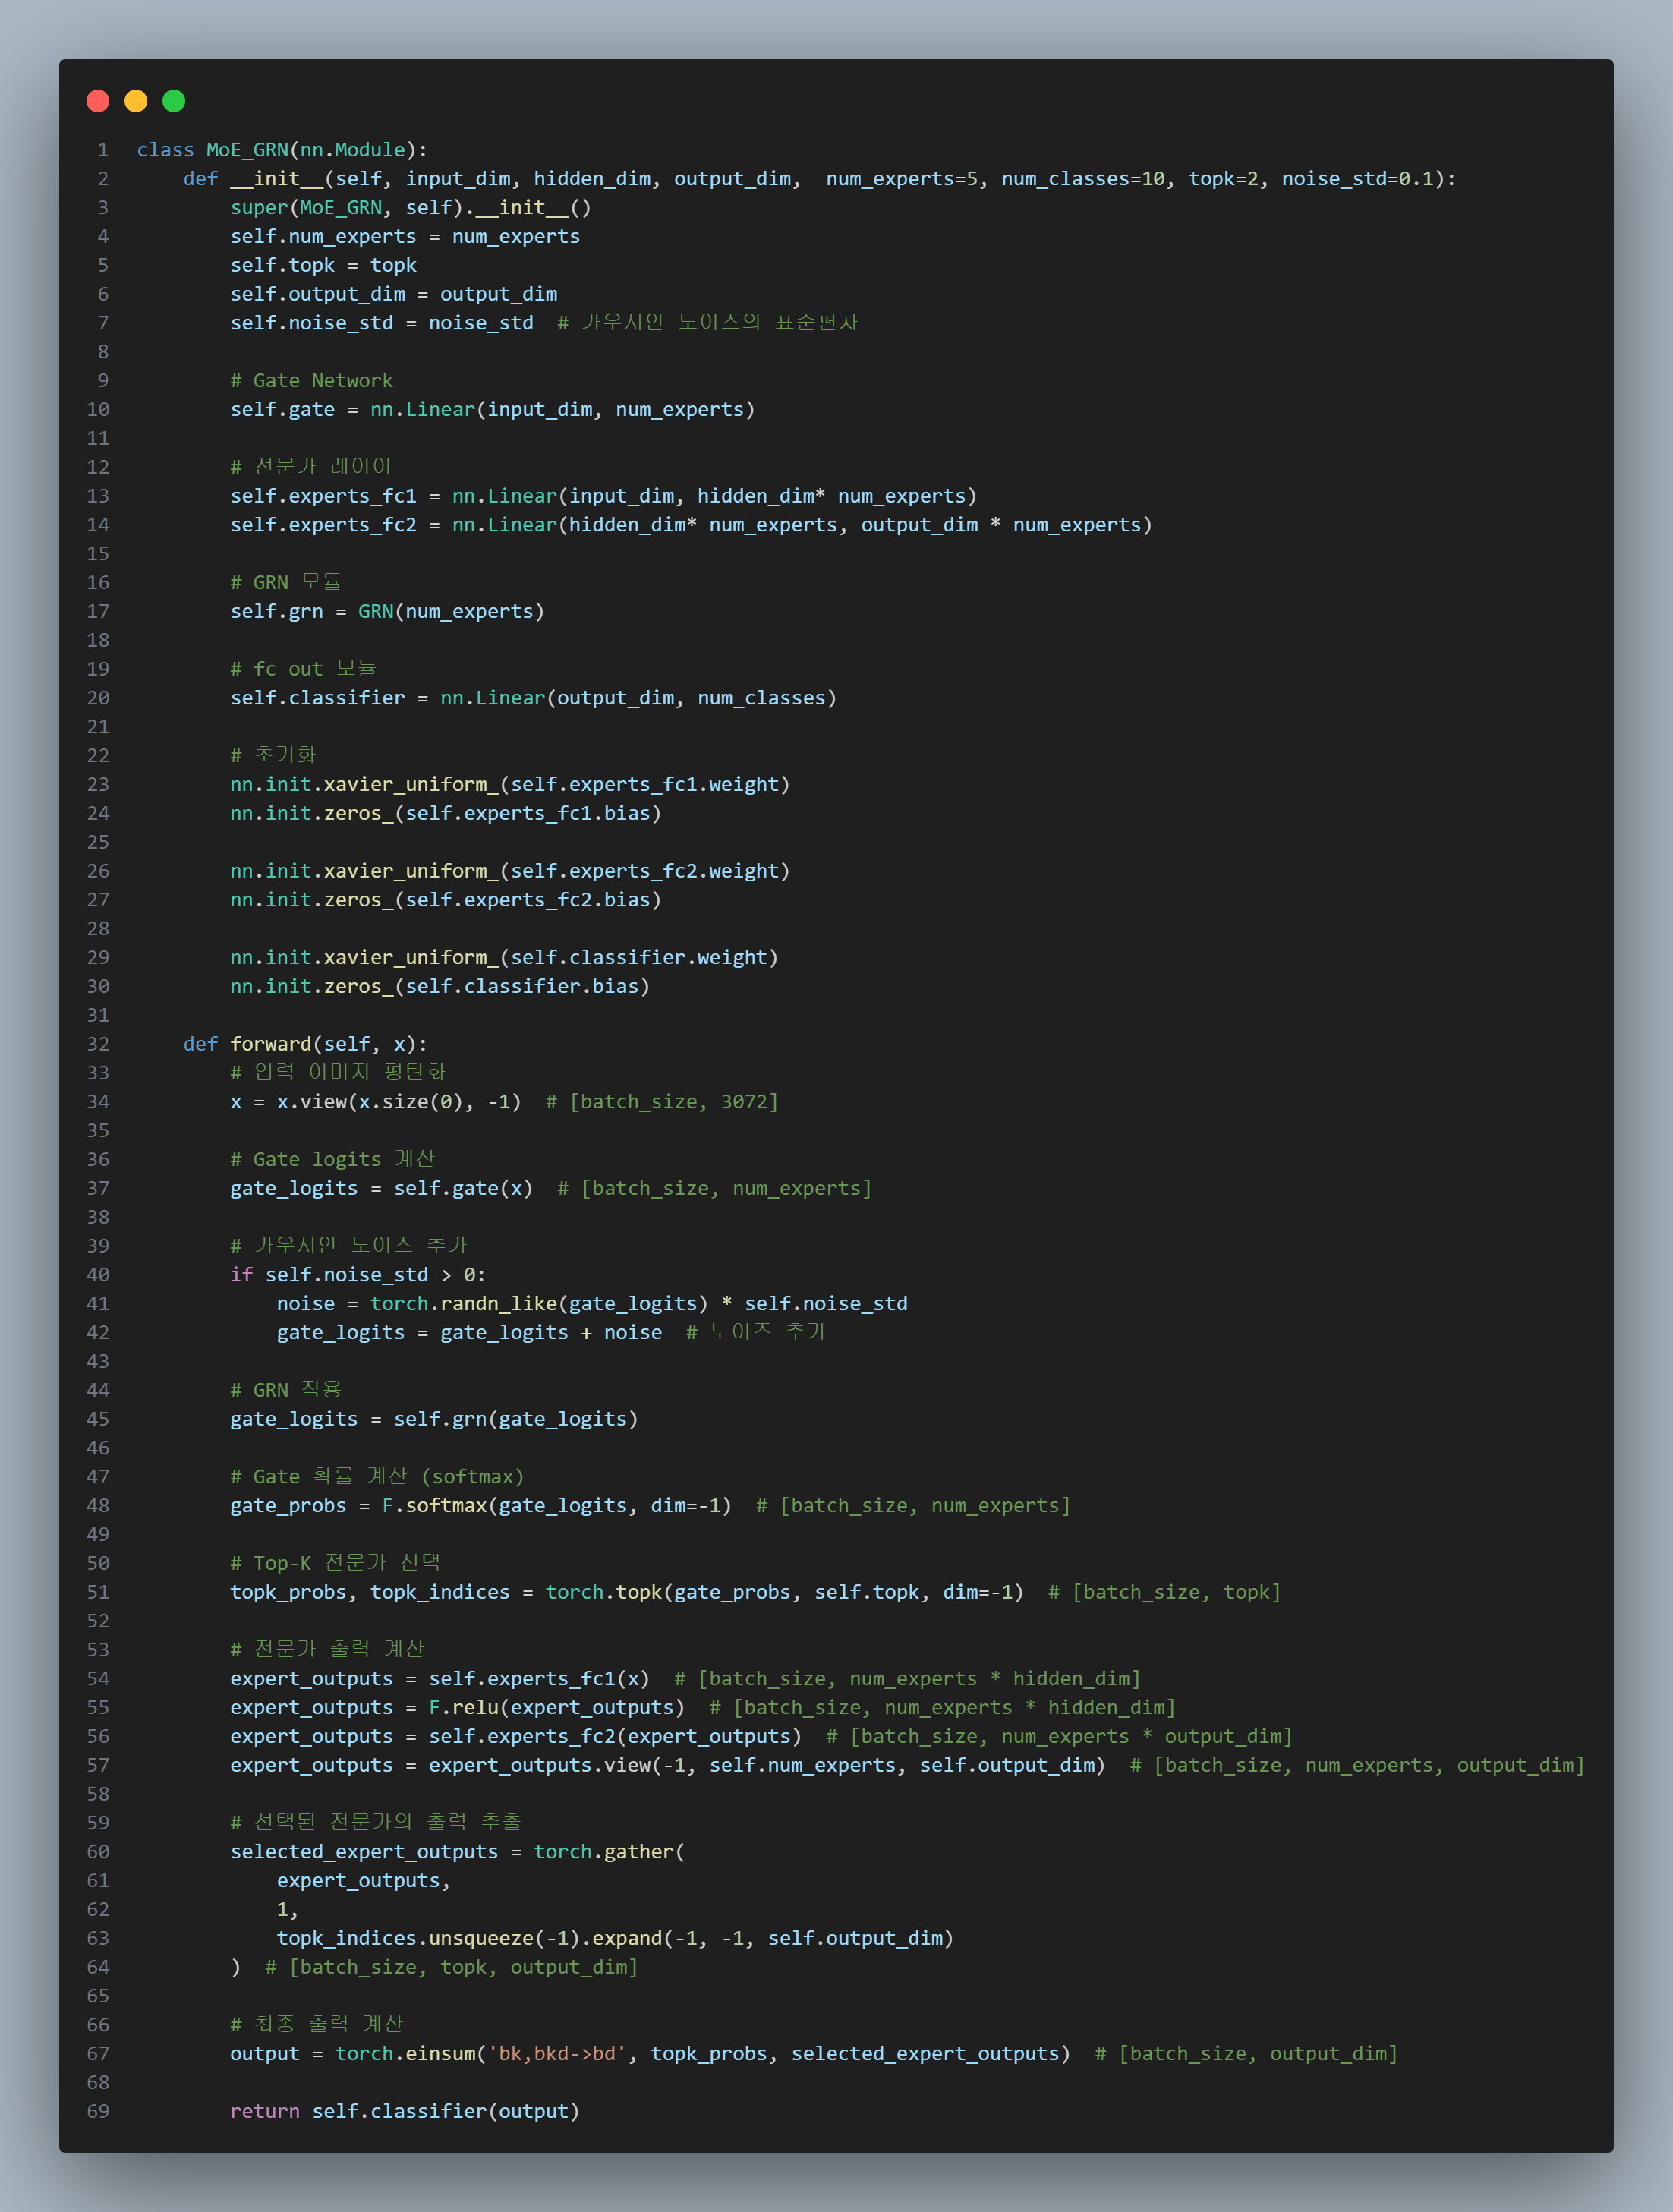 1 class MoE_GRN(nn.Module):
2     def __init__(self, input_dim, hidden_dim, output_dim,  num_experts=5, num_classes=10, topk=2, noise_std=0.1):
3         super(MoE_GRN, self).__init__()
4         self.num_experts = num_experts
5         self.topk = topk
6         self.output_dim = output_dim
7         self.noise_std = noise_std  # 가우시안 노이즈의 표준편차
8
9         # Gate Network
10         self.gate = nn.Linear(input_dim, num_experts)
11
12         # 전문가 레이어
13         self.experts_fc1 = nn.Linear(input_dim, hidden_dim* num_experts)
14         self.experts_fc2 = nn.Linear(hidden_dim* num_experts, output_dim * num_experts)
15
16         # GRN 모듈
17         self.grn = GRN(num_experts)
18
19         # fc out 모듈
20         self.classifier = nn.Linear(output_dim, num_classes)
21
22         # 초기화
23         nn.init.xavier_uniform_(self.experts_fc1.weight)
24         nn.init.zeros_(self.experts_fc1.bias)
25
26         nn.init.xavier_uniform_(self.experts_fc2.weight)
27         nn.init.zeros_(self.experts_fc2.bias)
28
29         nn.init.xavier_uniform_(self.classifier.weight)
30         nn.init.zeros_(self.classifier.bias)
31
32     def forward(self, x):
33         # 입력 이미지 평탄화
34         x = x.view(x.size(0), -1)  # [batch_size, 3072]
35
36         # Gate logits 계산
37         gate_logits = self.gate(x)  # [batch_size, num_experts]
38
39         # 가우시안 노이즈 추가
40         if self.noise_std > 0:
41             noise = torch.randn_like(gate_logits) * self.noise_std
42             gate_logits = gate_logits + noise  # 노이즈 추가
43
44         # GRN 적용
45         gate_logits = self.grn(gate_logits)
46
47         # Gate 확률 계산 (softmax)
48         gate_probs = F.softmax(gate_logits, dim=-1)  # [batch_size, num_experts]
49
50         # Top-K 전문가 선택
51         topk_probs, topk_indices = torch.topk(gate_probs, self.topk, dim=-1)  # [batch_size, topk]
52
53         # 전문가 출력 계산
54         expert_outputs = self.experts_fc1(x)  # [batch_size, num_experts * hidden_dim]
55         expert_outputs = F.relu(expert_outputs)  # [batch_size, num_experts * hidden_dim]
56         expert_outputs = self.experts_fc2(expert_outputs)  # [batch_size, num_experts * output_dim]
57         expert_outputs = expert_outputs.view(-1, self.num_experts, self.output_dim)  # [batch_size, num_experts, output_dim]
58
59         # 선택된 전문가의 출력 추출
60         selected_expert_outputs = torch.gather(
61             expert_outputs,
62             1,
63             topk_indices.unsqueeze(-1).expand(-1, -1, self.output_dim)
64         )  # [batch_size, topk, output_dim]
65
66         # 최종 출력 계산
67         output = torch.einsum('bk,bkd->bd', topk_probs, selected_expert_outputs)  # [batch_size, output_dim]
68
69         return self.classifier(output)